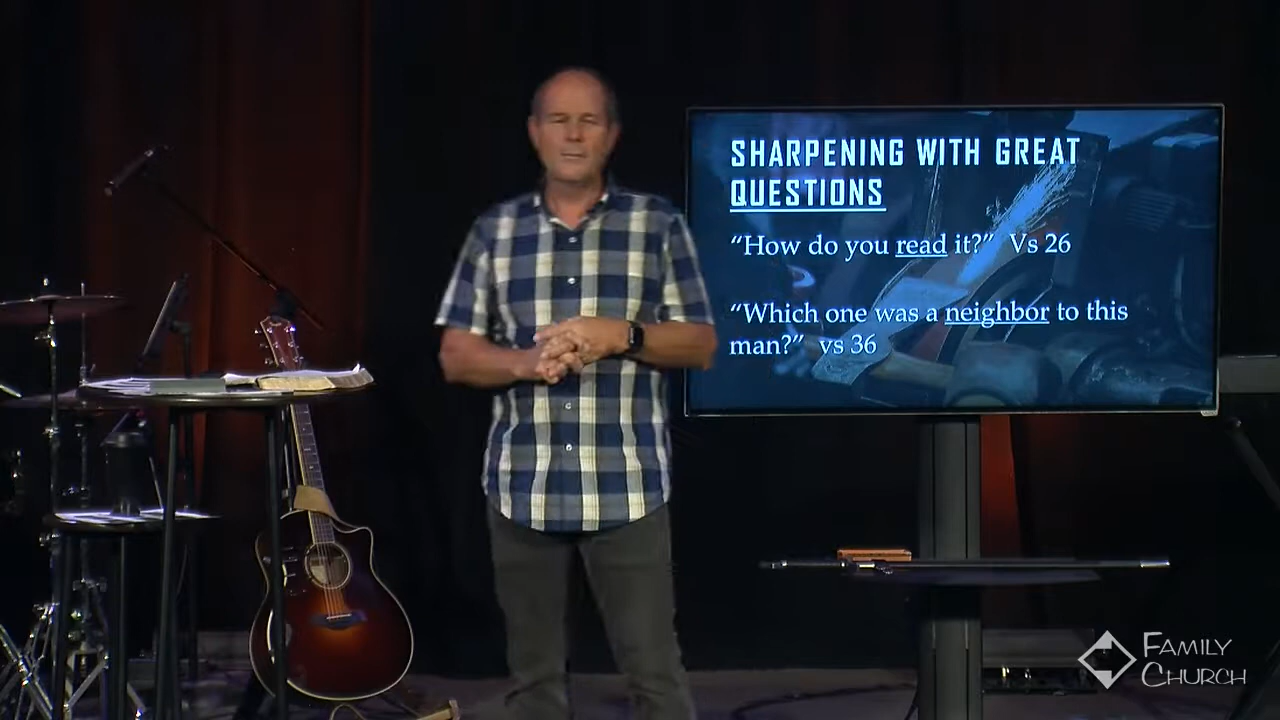 SHARPENING WITH GREAT
QUESTIONS
“How do you read it?” Vs 26
“Which one was a neighbor to this
man?” vs 36
FAMILY
CHURCH